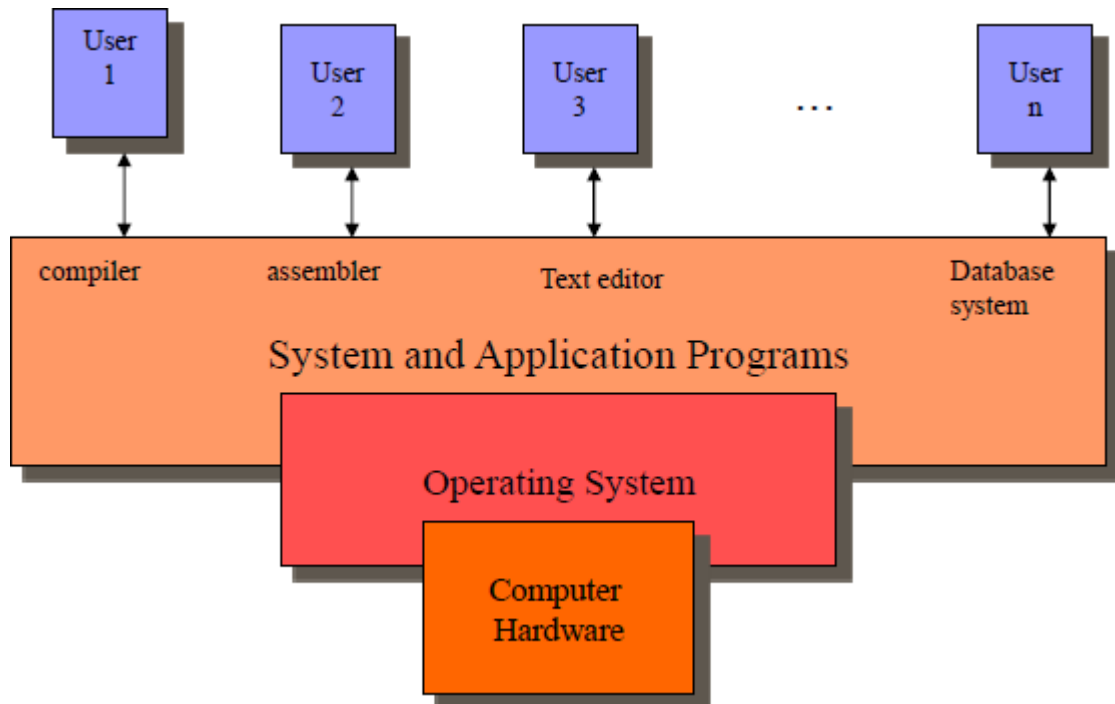 User
1
User
2
User
3
...
User
n
compiler
assembler
Text editor
Database
system
System and Application Programs
Operating System
Computer
Hardware